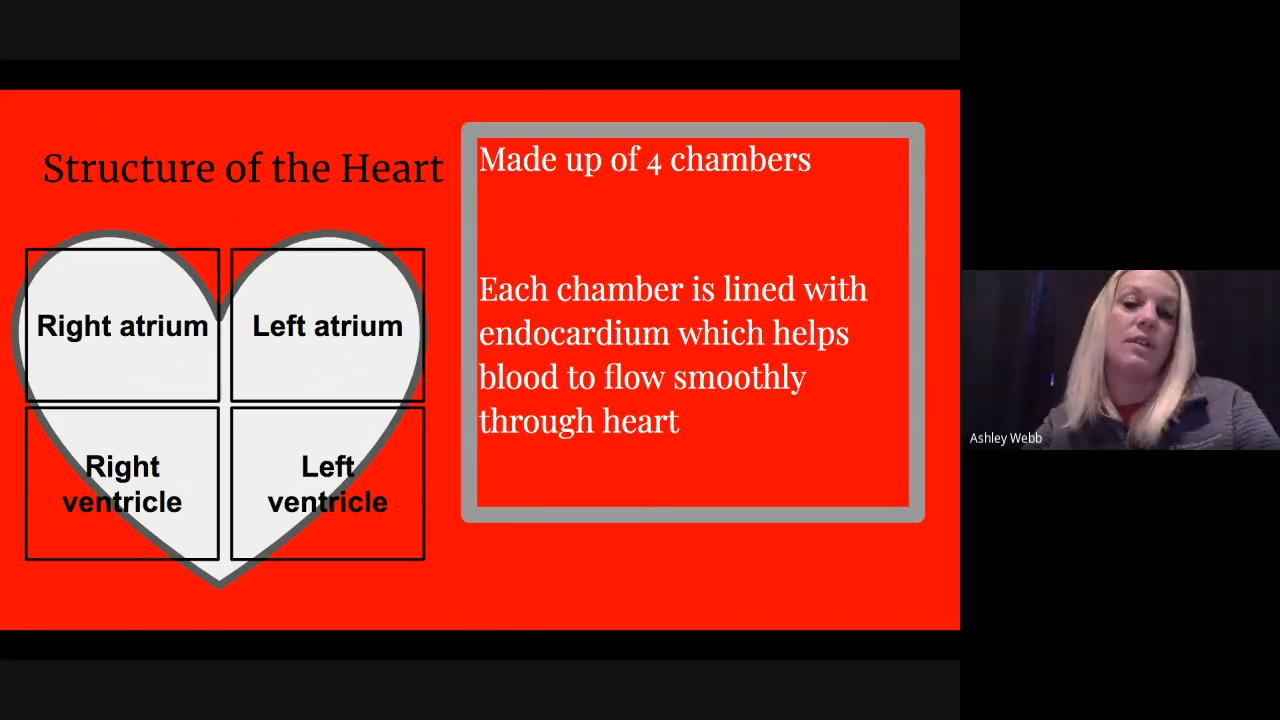 Structure of the Heart
Made up of 4 chambers
Each chamber is lined with
endocardium which helps
blood to flow smoothly
through heart
Right atrium
Left atrium
Right
ventricle
Left
ventricle
Ashley Webb